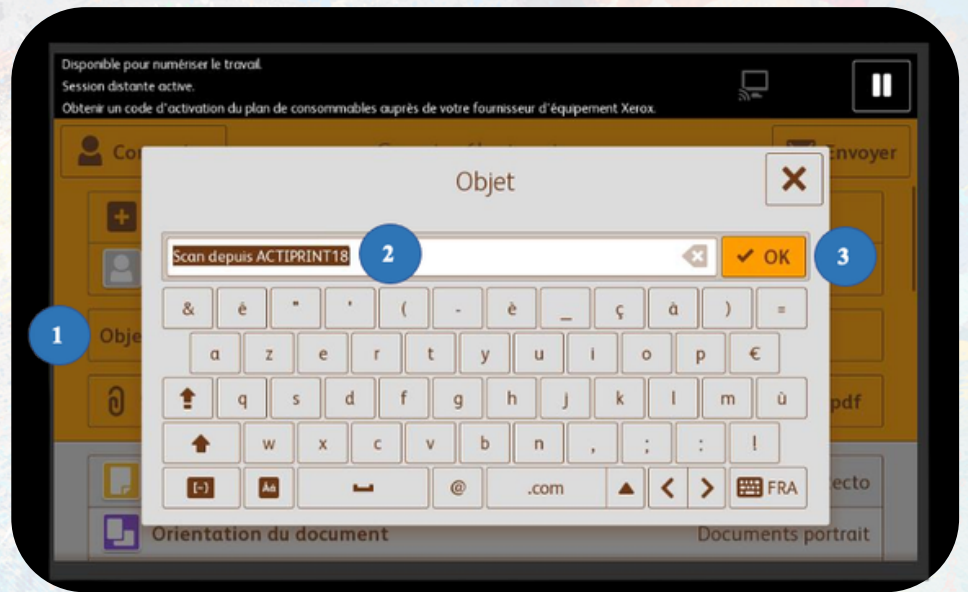 Disponible pour numériser le travail.
Session distante active.
Obtenir un code d'activation du plan de consommables auprès de votre fournisseur d'équipement Xerox.
Envoyer
Objet
Scan depuis ACTIPRINT18
2
OK
3
& é " ' ( - è _ ç à ) =
1
Obje
a z e r t y u i o p €
q s d f g h j k l m ù
pdf
w x c v b n , ; : !
[~] Aá @ .com FRA
ecto
Orientation du document
Documents portrait